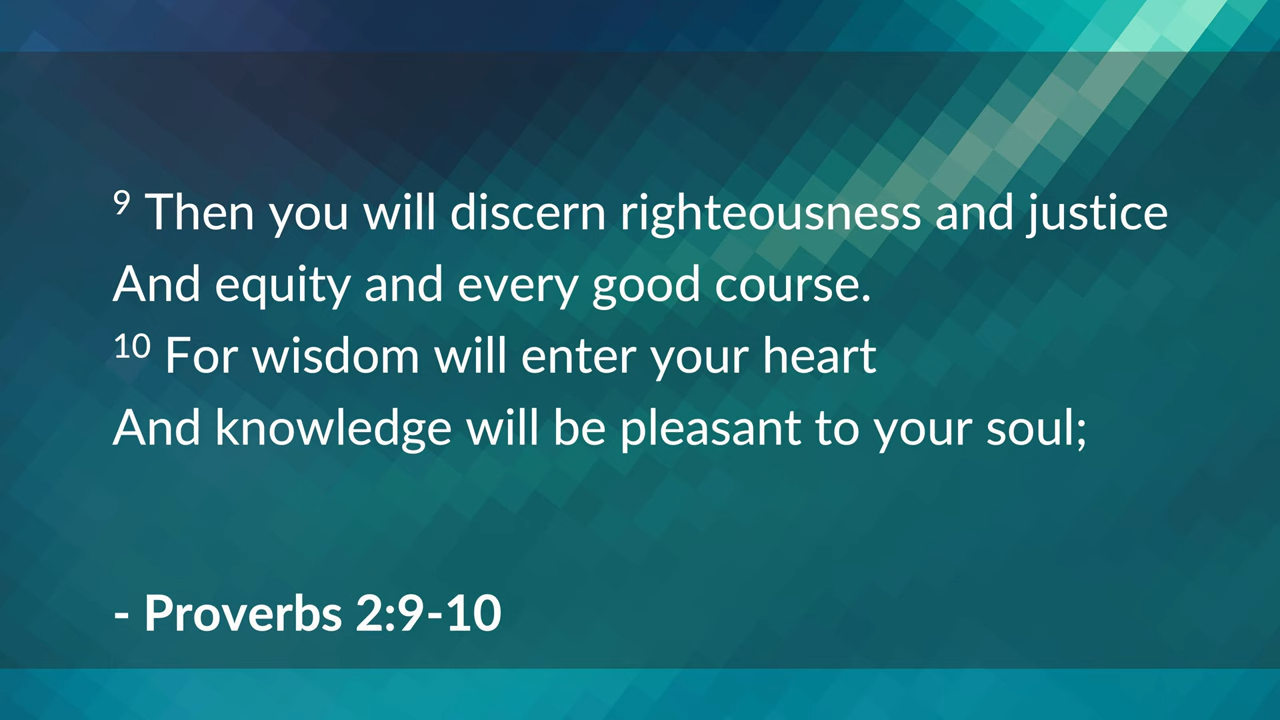 9 Then you will discern righteousness and justice
And equity and every good course.
10 For wisdom will enter your heart
And knowledge will be pleasant to your soul;
- Proverbs 2:9-10